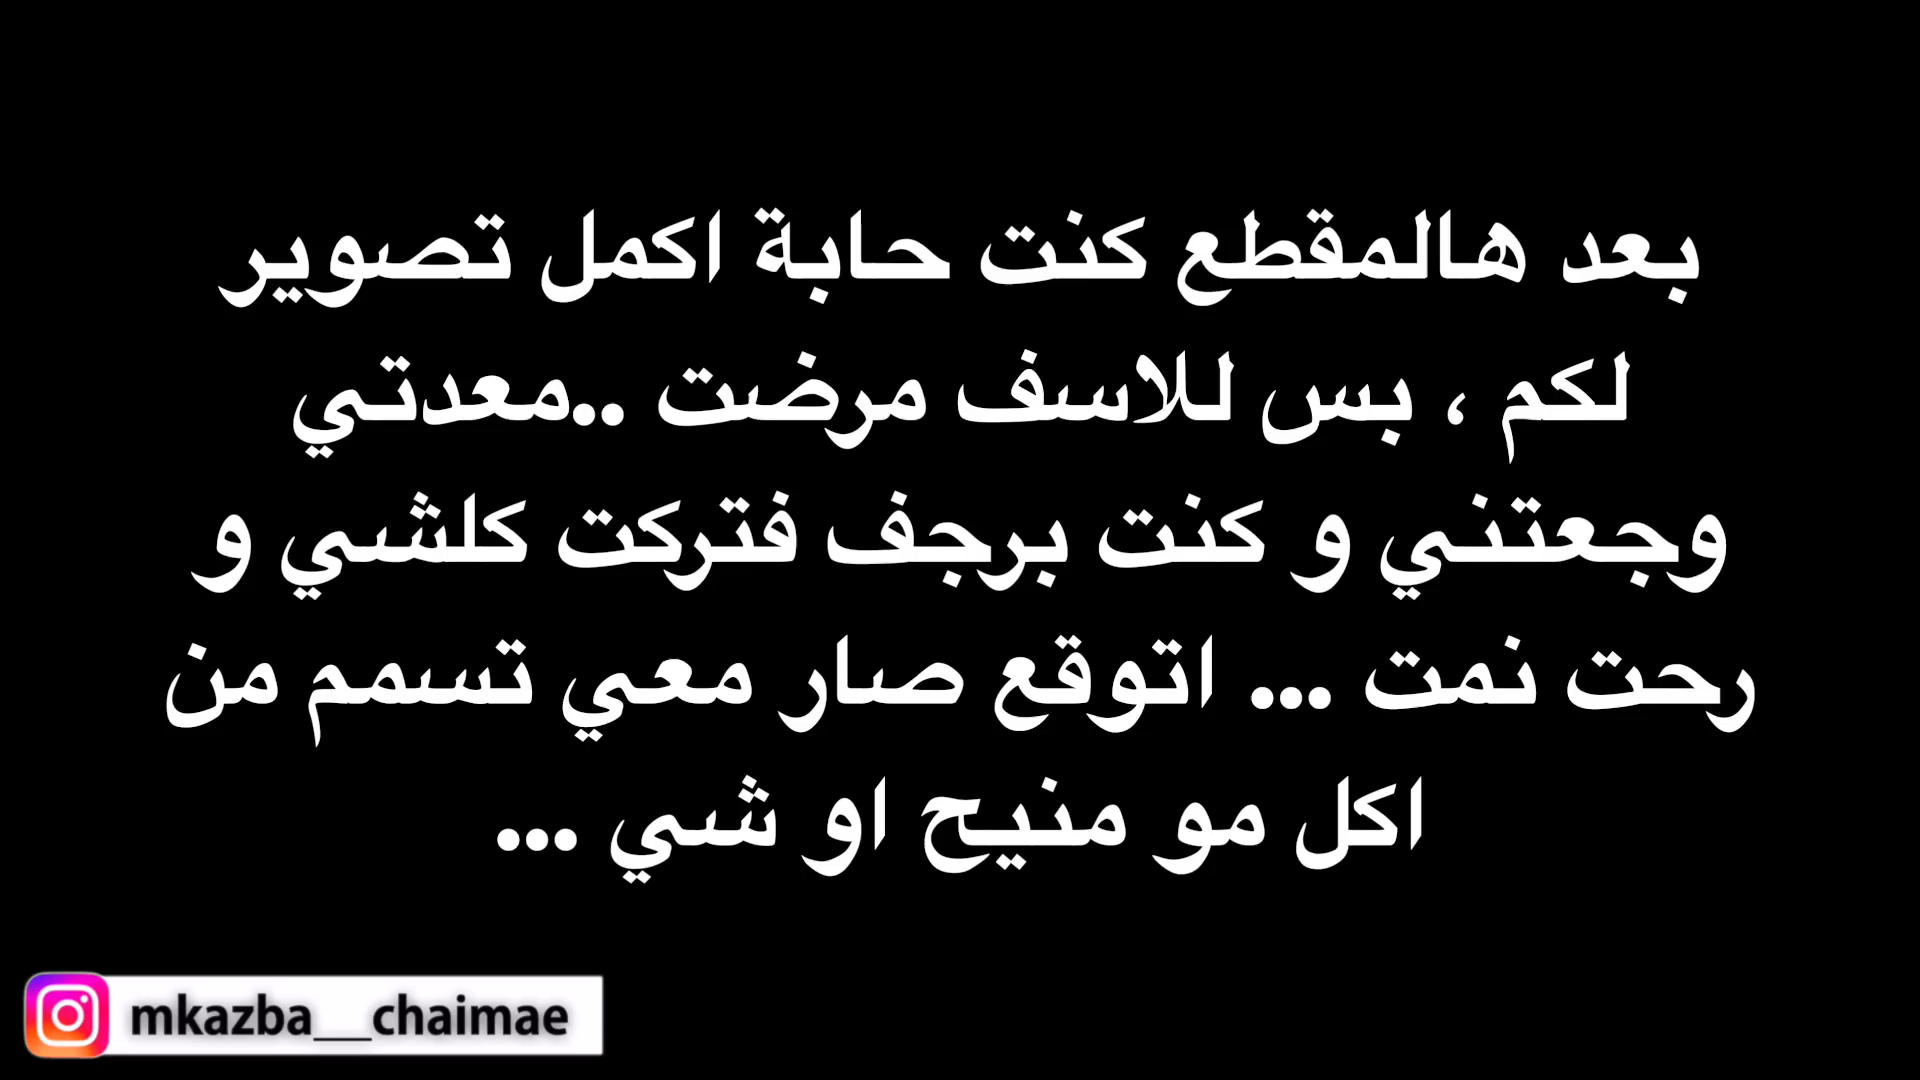 بعد هالمقطع كنت حابة اكمل تصوير
لكم ، بس للاسف مرضت ..معدتي
وجعتني و كنت برجف فتركت كلشي و
رحت نمت ... اتوقع صار معي تسمم من
اكل مو منيح او شي ...
mkazba__chaimae